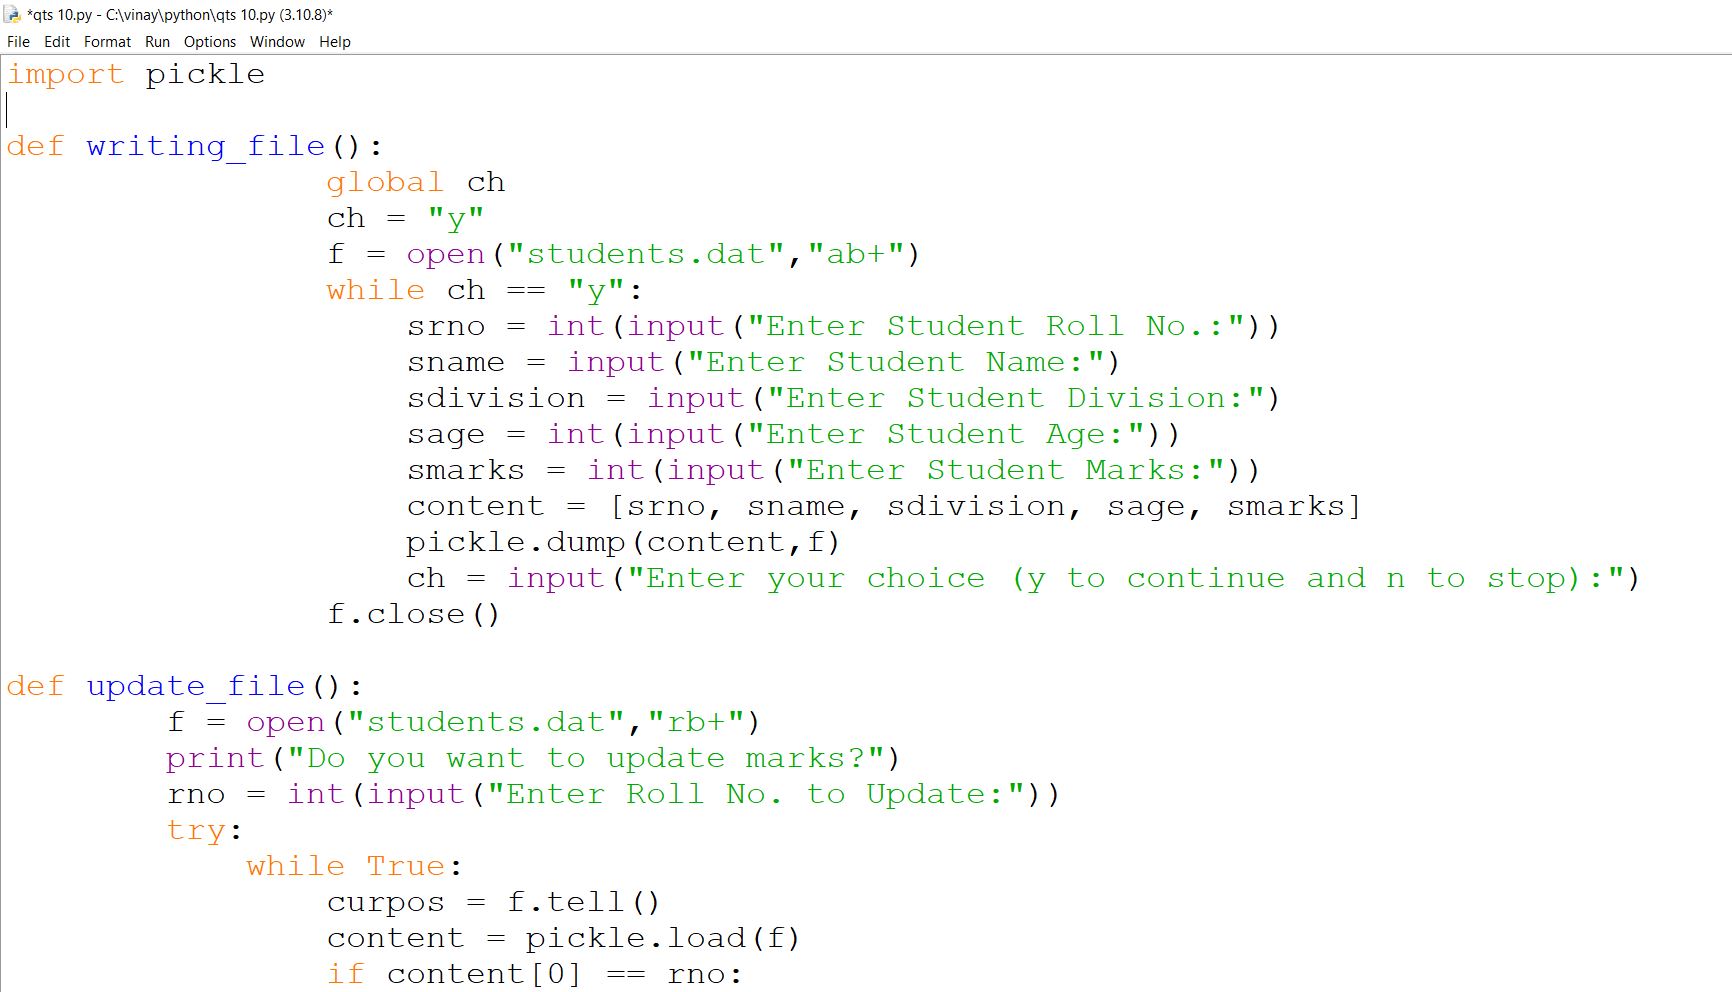 *qts 10.py - C:\vinay\python\qts 10.py (3.10.8)*
File Edit Format Run Options Window Help
import pickle
def writing_file():
global ch
ch = "y"
f = open("students.dat","ab+")
while ch == "y":
srno = int(input("Enter Student Roll No.:"))
sname = input("Enter Student Name:")
sdivision = input("Enter Student Division:")
sage = int(input("Enter Student Age:"))
smarks = int(input("Enter Student Marks:"))
content = [srno, sname, sdivision, sage, smarks]
pickle.dump(content,f)
ch = input("Enter your choice (y to continue and n to stop):")
f.close()
def update_file():
f = open("students.dat","rb+")
print("Do you want to update marks?")
rno = int(input("Enter Roll No. to Update:"))
try:
while True:
curpos = f.tell()
content = pickle.load(f)
if content[0] == rno: